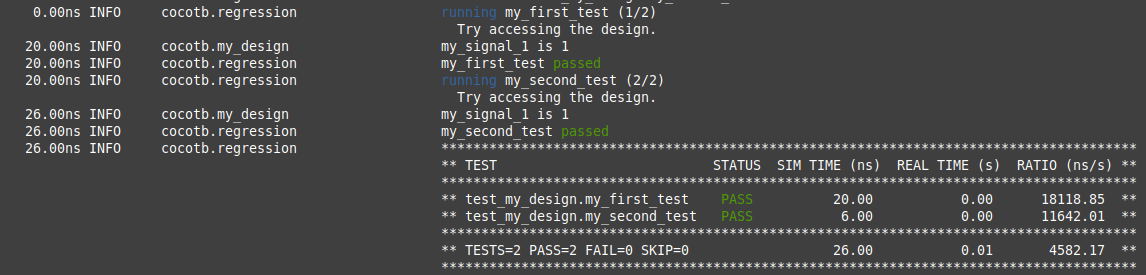 0.00ns INFO     cocotb.regression                  running my_first_test (1/2)
                                                     Try accessing the design.
20.00ns INFO     cocotb.my_design                   my_signal_1 is 1
20.00ns INFO     cocotb.regression                  my_first_test passed
20.00ns INFO     cocotb.regression                  running my_second_test (2/2)
                                                     Try accessing the design.
26.00ns INFO     cocotb.my_design                   my_signal_1 is 1
26.00ns INFO     cocotb.regression                  my_second_test passed
26.00ns INFO     cocotb.regression                  ***************************************************************************************
                                                   ** TEST                           STATUS  SIM TIME (ns)  REAL TIME (s)  RATIO (ns/s) **
                                                   ***************************************************************************************
                                                   ** test_my_design.my_first_test    PASS          20.00           0.00      18118.85  **
                                                   ** test_my_design.my_second_test   PASS           6.00           0.00      11642.01  **
                                                   ***************************************************************************************
                                                   ** TESTS=2 PASS=2 FAIL=0 SKIP=0                  26.00           0.01       4582.17  **
                                                   ***************************************************************************************